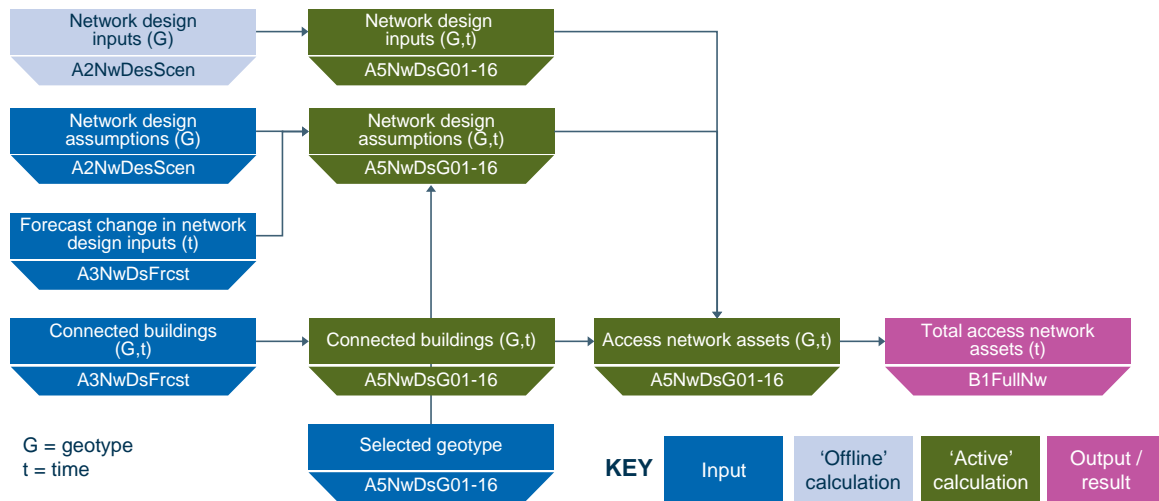 Network design
inputs (G)
A2NwDesScen
Network design
inputs (G,t)
A5NwDsG01-16
Network design
assumptions (G)
A2NwDesScen
Network design
assumptions (G,t)
A5NwDsG01-16
Forecast change in network
design inputs (t)
A3NwDsFrcst
Connected buildings
(G,t)
A3NwDsFrcst
Connected buildings (G,t)
A5NwDsG01-16
Access network assets (G,t)
A5NwDsG01-16
Total access network
assets (t)
B1FullNw
Selected geotype
A5NwDsG01-16
G = geotype
t = time
KEY
Input
‘Offline’
calculation
‘Active’
calculation
Output /
result